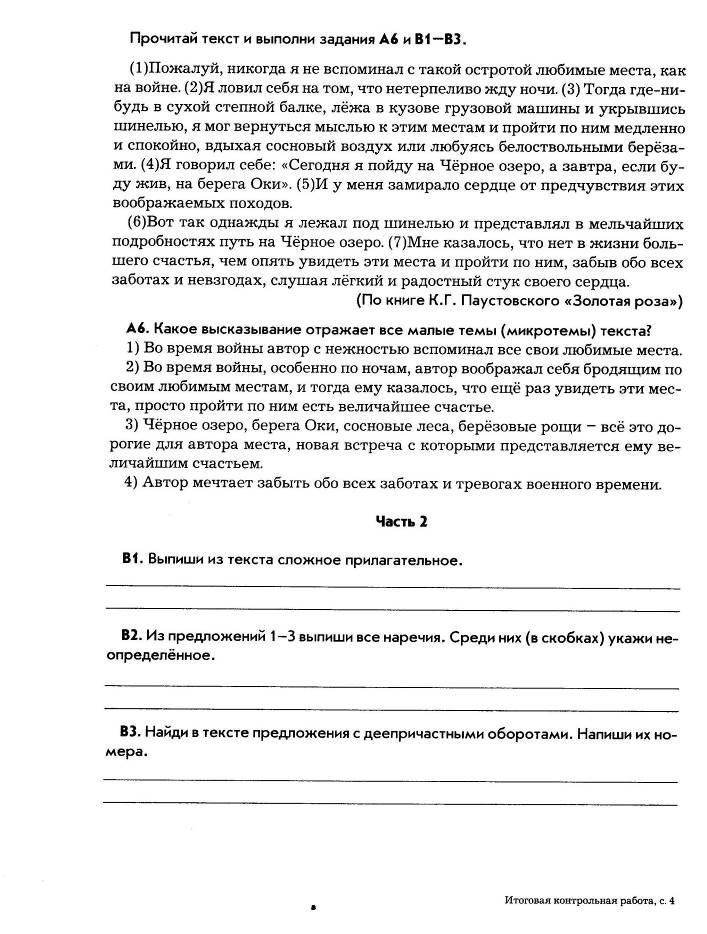 Прочитай текст и выполни задания А6 и В1—В3.
(1)Пожалуй, никогда я не вспоминал с такой остротой любимые места, как
на войне. (2)Я ловил себя на том, что нетерпеливо жду ночи. (3) Тогда где-ни-
будь в сухой степной балке, лёжа в кузове грузовой машины и укрывшись
шинелью, я мог вернуться мыслью к этим местам и пройти по ним медленно
и спокойно, вдыхая сосновый воздух или любуясь белоствольными берёза-
ми. (4)Я говорил себе: «Сегодня я пойду на Чёрное озеро, а завтра, если бу-
ду жив, на берега Оки». (5)И у меня замирало сердце от предчувствия этих
воображаемых походов.
(6)Вот так однажды я лежал под шинелью и представлял в мельчайших
подробностях путь на Чёрное озеро. (7)Мне казалось, что нет в жизни боль-
шего счастья, чем опять увидеть эти места и пройти по ним, забыв обо всех
заботах и невзгодах, слушая лёгкий и радостный стук своего сердца.
(По книге К.Г. Паустовского «Золотая роза»)
А6. Какое высказывание отражает все малые темы (микротемы) текста?
1) Во время войны автор с нежностью вспоминал все свои любимые места.
2) Во время войны, особенно по ночам, автор воображал себя бродящим по
своим любимым местам, и тогда ему казалось, что ещё раз увидеть эти мес-
та, просто пройти по ним есть величайшее счастье.
3) Чёрное озеро, берега Оки, сосновые леса, берёзовые рощи – всё это до-
рогие для автора места, новая встреча с которыми представляется ему ве-
личайшим счастьем.
4) Автор мечтает забыть обо всех заботах и тревогах военного времени.
Часть 2
В1. Выпиши из текста сложное прилагательное.
В2. Из предложений 1—3 выпиши все наречия. Среди них (в скобках) укажи не-
определённое.
В3. Найди в тексте предложения с деепричастными оборотами. Напиши их но-
мера.
Итоговая контрольная работа, с. 4